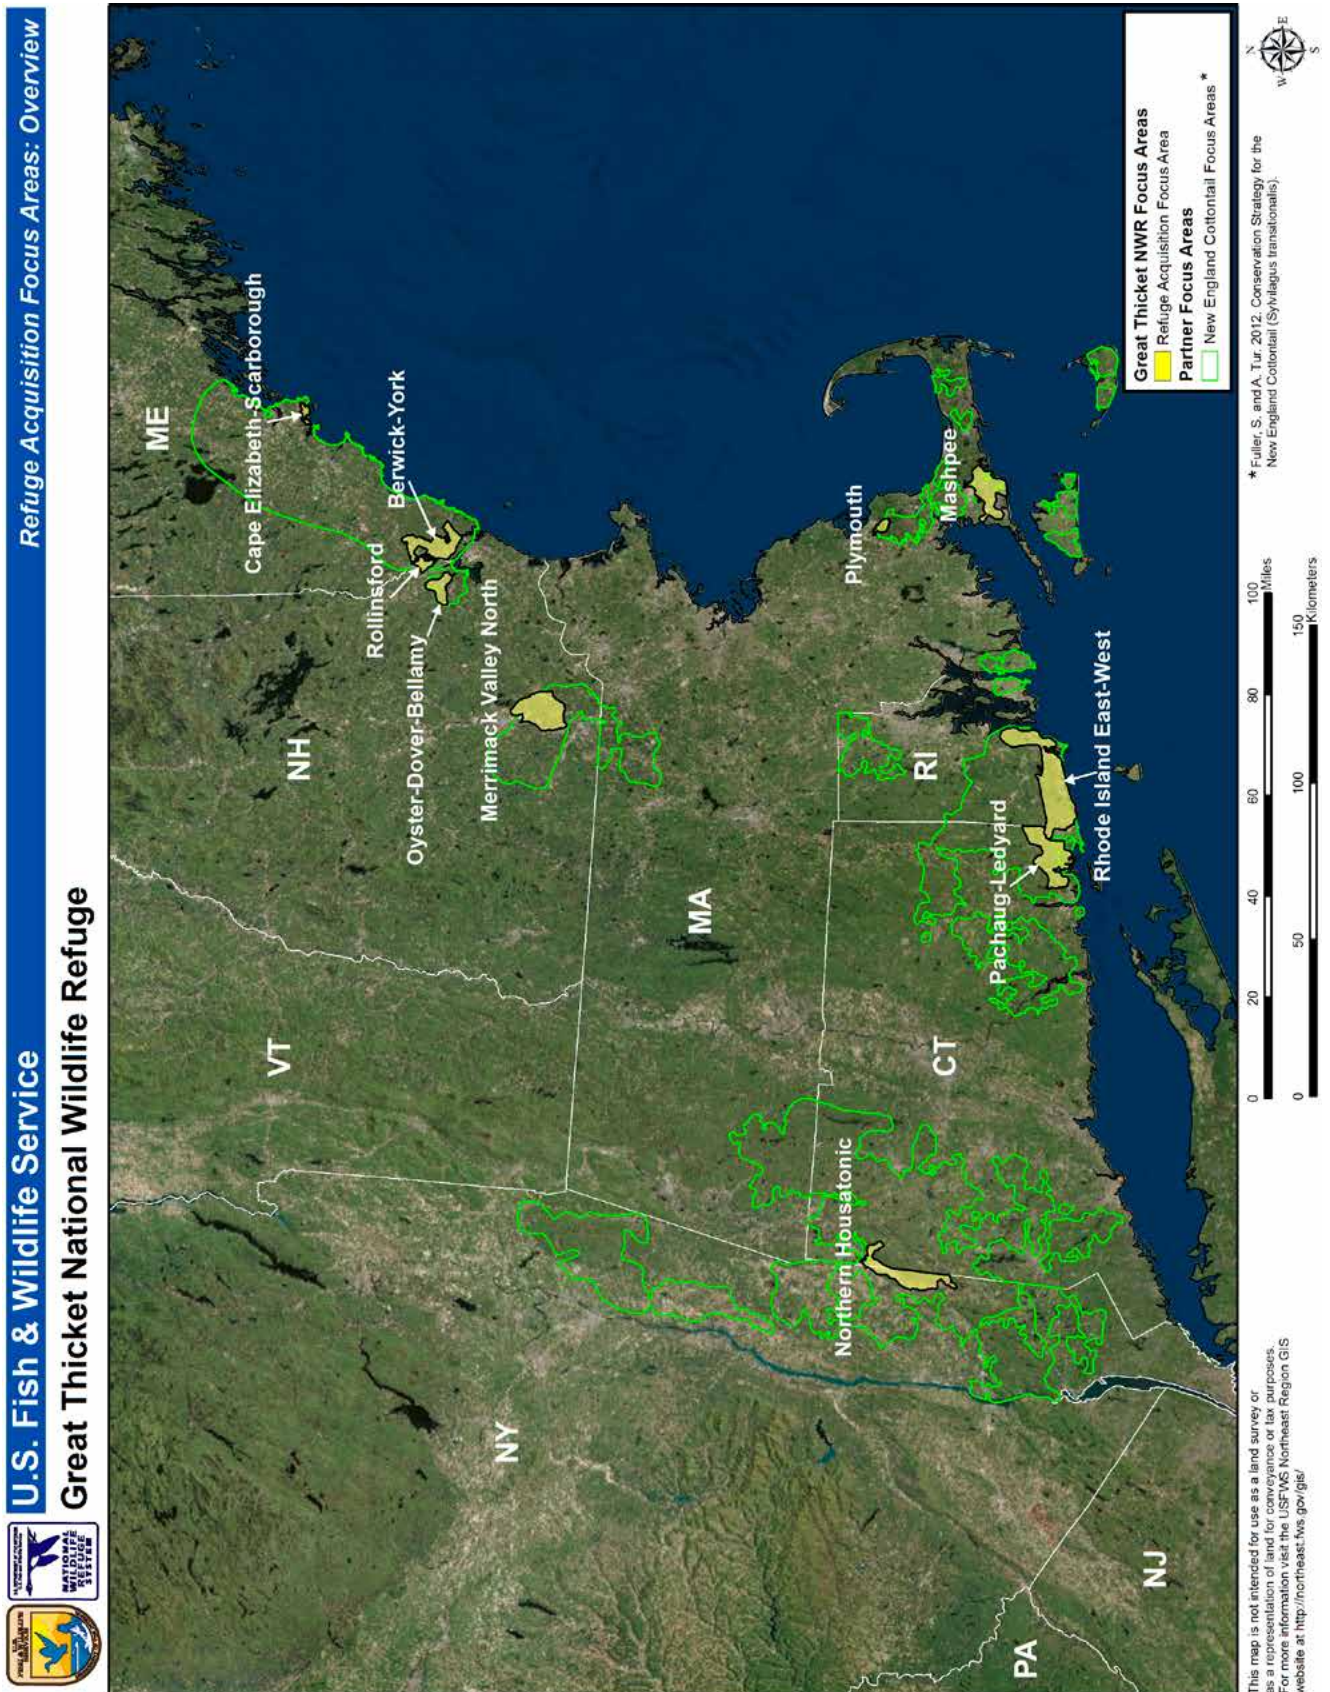 U.S. Fish & Wildlife Service
Refuge Acquisition Focus Areas: Overview
NATIONAL
WILDLIFE
REFUGE
SYSTEM
Great Thicket National Wildlife Refuge
ME
Cape Elizabeth-Scarborough
VT
NH
Rollinsford
Berwick-York
Oyster-Dover-Bellamy
Merrimack Valley North
NY
MA
Plymouth
Mashpee
Northern Housatonic
CT
RI
Pachaug-Ledyard
Rhode Island East-West
PA
NJ
Great Thicket NWR Focus Areas
Refuge Acquisition Focus Area
Partner Focus Areas
New England Cottontail Focus Areas *
This map is not intended for use as a land survey or
as a representation of land for conveyance or tax purposes.
For more information visit the USFWS Northeast Region GIS
website at http://northeast.fws.gov/gis/
0 20 40 60 80 100
Miles
0 50 100 150
Kilometers
* Fuller, S. and A. Tur. 2012. Conservation Strategy for the
New England Cottontail (Sylvilagus transitionalis).
N
W E
S